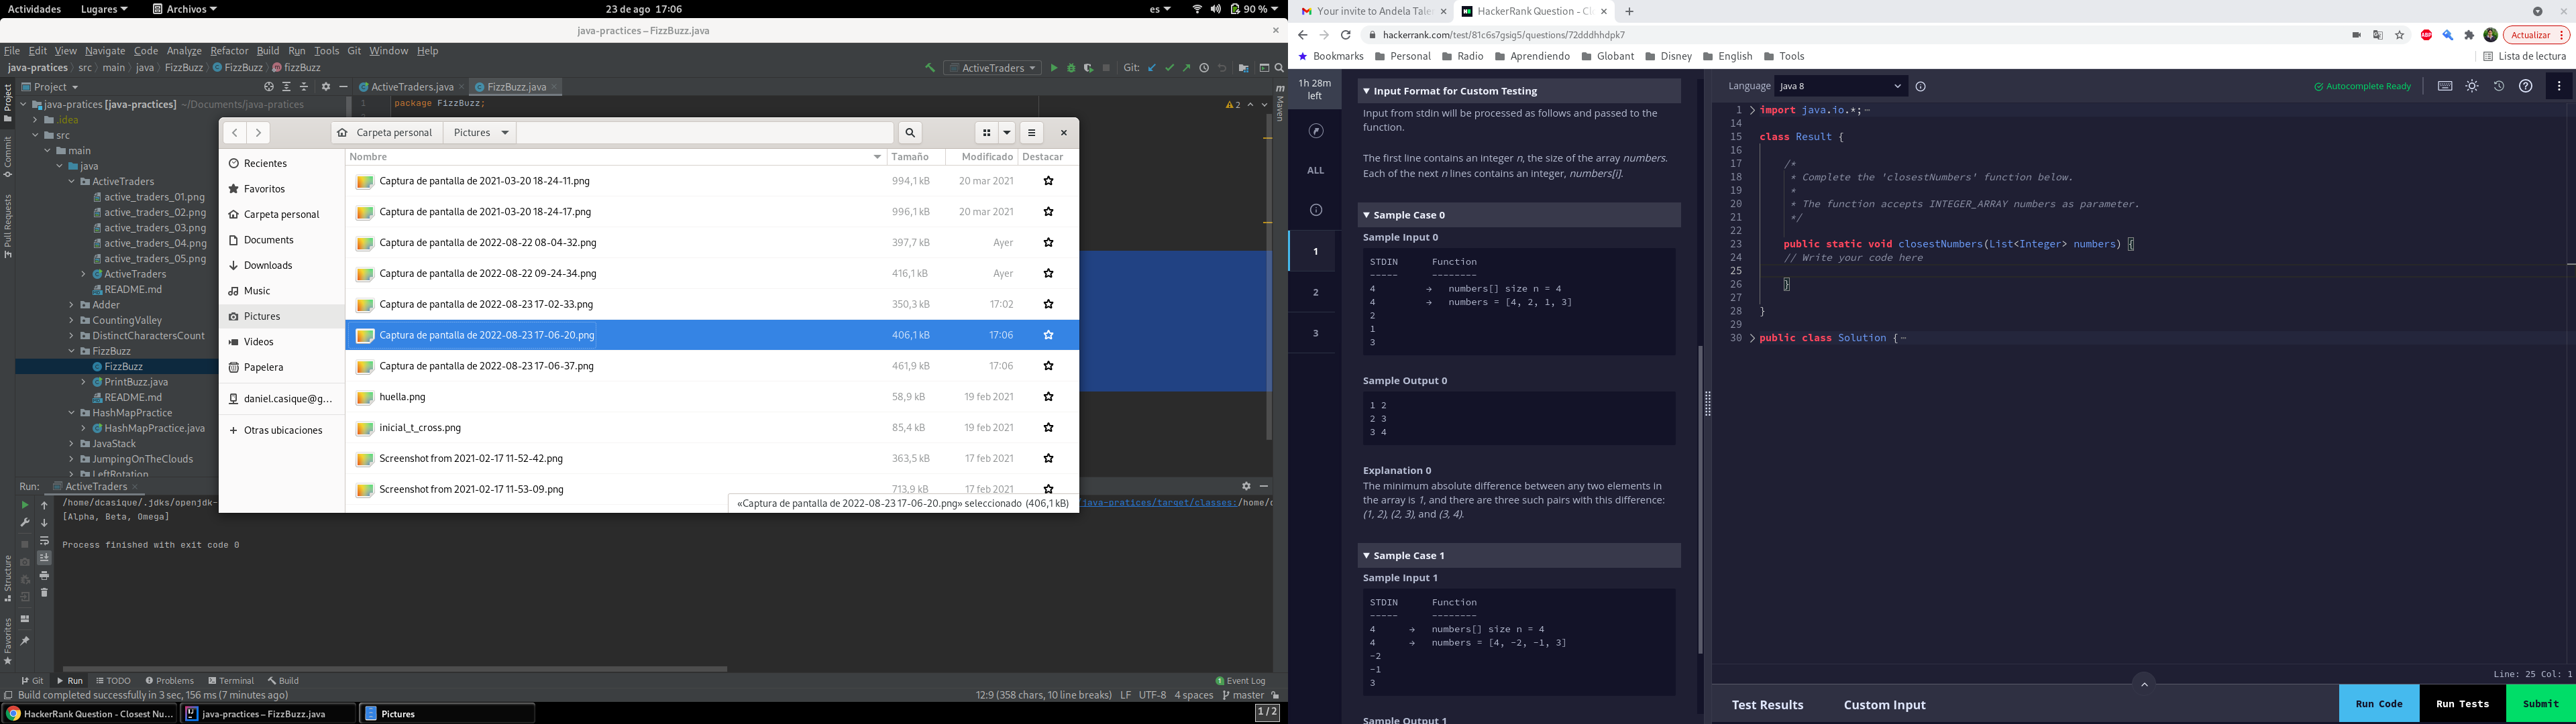 Actividades Lugares Archivos 23 de ago 17:06 es 90 %
java-practices – FizzBuzz.java
File Edit View Navigate Code Analyze Refactor Build Run Tools Git Window Help
java-pratices src main java FizzBuzz FizzBuzz fizzBuzz ActiveTraders Git:
Project ActiveTraders.java FizzBuzz.java
java-pratices [java-practices] ~/Documents/java-pratices
.idea
src
main
java
ActiveTraders
active_traders_01.png
active_traders_02.png
active_traders_03.png
active_traders_04.png
active_traders_05.png
ActiveTraders
README.md
Adder
CountingValley
DistinctCharactersCount
FizzBuzz
FizzBuzz
PrintBuzz.java
README.md
HashMapPractice
HashMapPractice.java
JavaStack
JumpingOnTheClouds
LeftRotation
Project
Commit
Pull Requests
Structure
Favorites
Maven
1 package FizzBuzz;
2
Carpeta personal Pictures
Recientes
Favoritos
Carpeta personal
Documents
Downloads
Music
Pictures
Videos
Papelera
daniel.casique@g...
Otras ubicaciones
Nombre Tamaño Modificado Destacar
Captura de pantalla de 2021-03-20 18-24-11.png 994,1 kB 20 mar 2021
Captura de pantalla de 2021-03-20 18-24-17.png 996,1 kB 20 mar 2021
Captura de pantalla de 2022-08-22 08-04-32.png 397,7 kB Ayer
Captura de pantalla de 2022-08-22 09-24-34.png 416,1 kB Ayer
Captura de pantalla de 2022-08-23 17-02-33.png 350,3 kB 17:02
Captura de pantalla de 2022-08-23 17-06-20.png 406,1 kB 17:06
Captura de pantalla de 2022-08-23 17-06-37.png 461,9 kB 17:06
huella.png 58,9 kB 19 feb 2021
inicial_t_cross.png 85,4 kB 19 feb 2021
Screenshot from 2021-02-17 11-52-42.png 363,5 kB 17 feb 2021
Screenshot from 2021-02-17 11-53-09.png 713,9 kB 17 feb 2021
«Captura de pantalla de 2022-08-23 17-06-20.png» seleccionado (406,1 kB)
Run: ActiveTraders
/home/dcasique/.jdks/openjdk- java-pratices/target/classes:/home/d
[Alpha, Beta, Omega]
Process finished with exit code 0
Git Run TODO Problems Terminal Build 1 Event Log
Build completed successfully in 3 sec, 156 ms (7 minutes ago) 12:9 (358 chars, 10 line breaks) LF UTF-8 4 spaces master
HackerRank Question - Closest Nu... java-practices – FizzBuzz.java Pictures 1 / 2
Your invite to Andela Tale HackerRank Question - Clo
hackerrank.com/test/81c6s7gsig5/questions/72dddhhdpk7 ABP Actualizar
Bookmarks Personal Radio Aprendiendo Globant Disney English Tools Lista de lectura
1h 28m left
ALL
1
2
3
Input Format for Custom Testing
Input from stdin will be processed as follows and passed to the
function.
The first line contains an integer n, the size of the array numbers.
Each of the next n lines contains an integer, numbers[i].
Sample Case 0
Sample Input 0
STDIN Function
----- --------
4 → numbers[] size n = 4
4 → numbers = [4, 2, 1, 3]
2
1
3
Sample Output 0
1 2
2 3
3 4
Explanation 0
The minimum absolute difference between any two elements in
the array is 1, and there are three such pairs with this difference:
(1, 2), (2, 3), and (3, 4).
Sample Case 1
Sample Input 1
STDIN Function
----- --------
4 → numbers[] size n = 4
4 → numbers = [4, -2, -1, 3]
-2
-1
3
Sample Output 1
Language Java 8 Autocomplete Ready
1 import java.io.*;
14
15 class Result {
16
17 /*
18 * Complete the 'closestNumbers' function below.
19 *
20 * The function accepts INTEGER_ARRAY numbers as parameter.
21 */
22
23 public static void closestNumbers(List<Integer> numbers) {
24 // Write your code here
25
26 }
27
28 }
29
30 public class Solution {
Line: 25 Col: 1
Test Results Custom Input Run Code Run Tests Submit